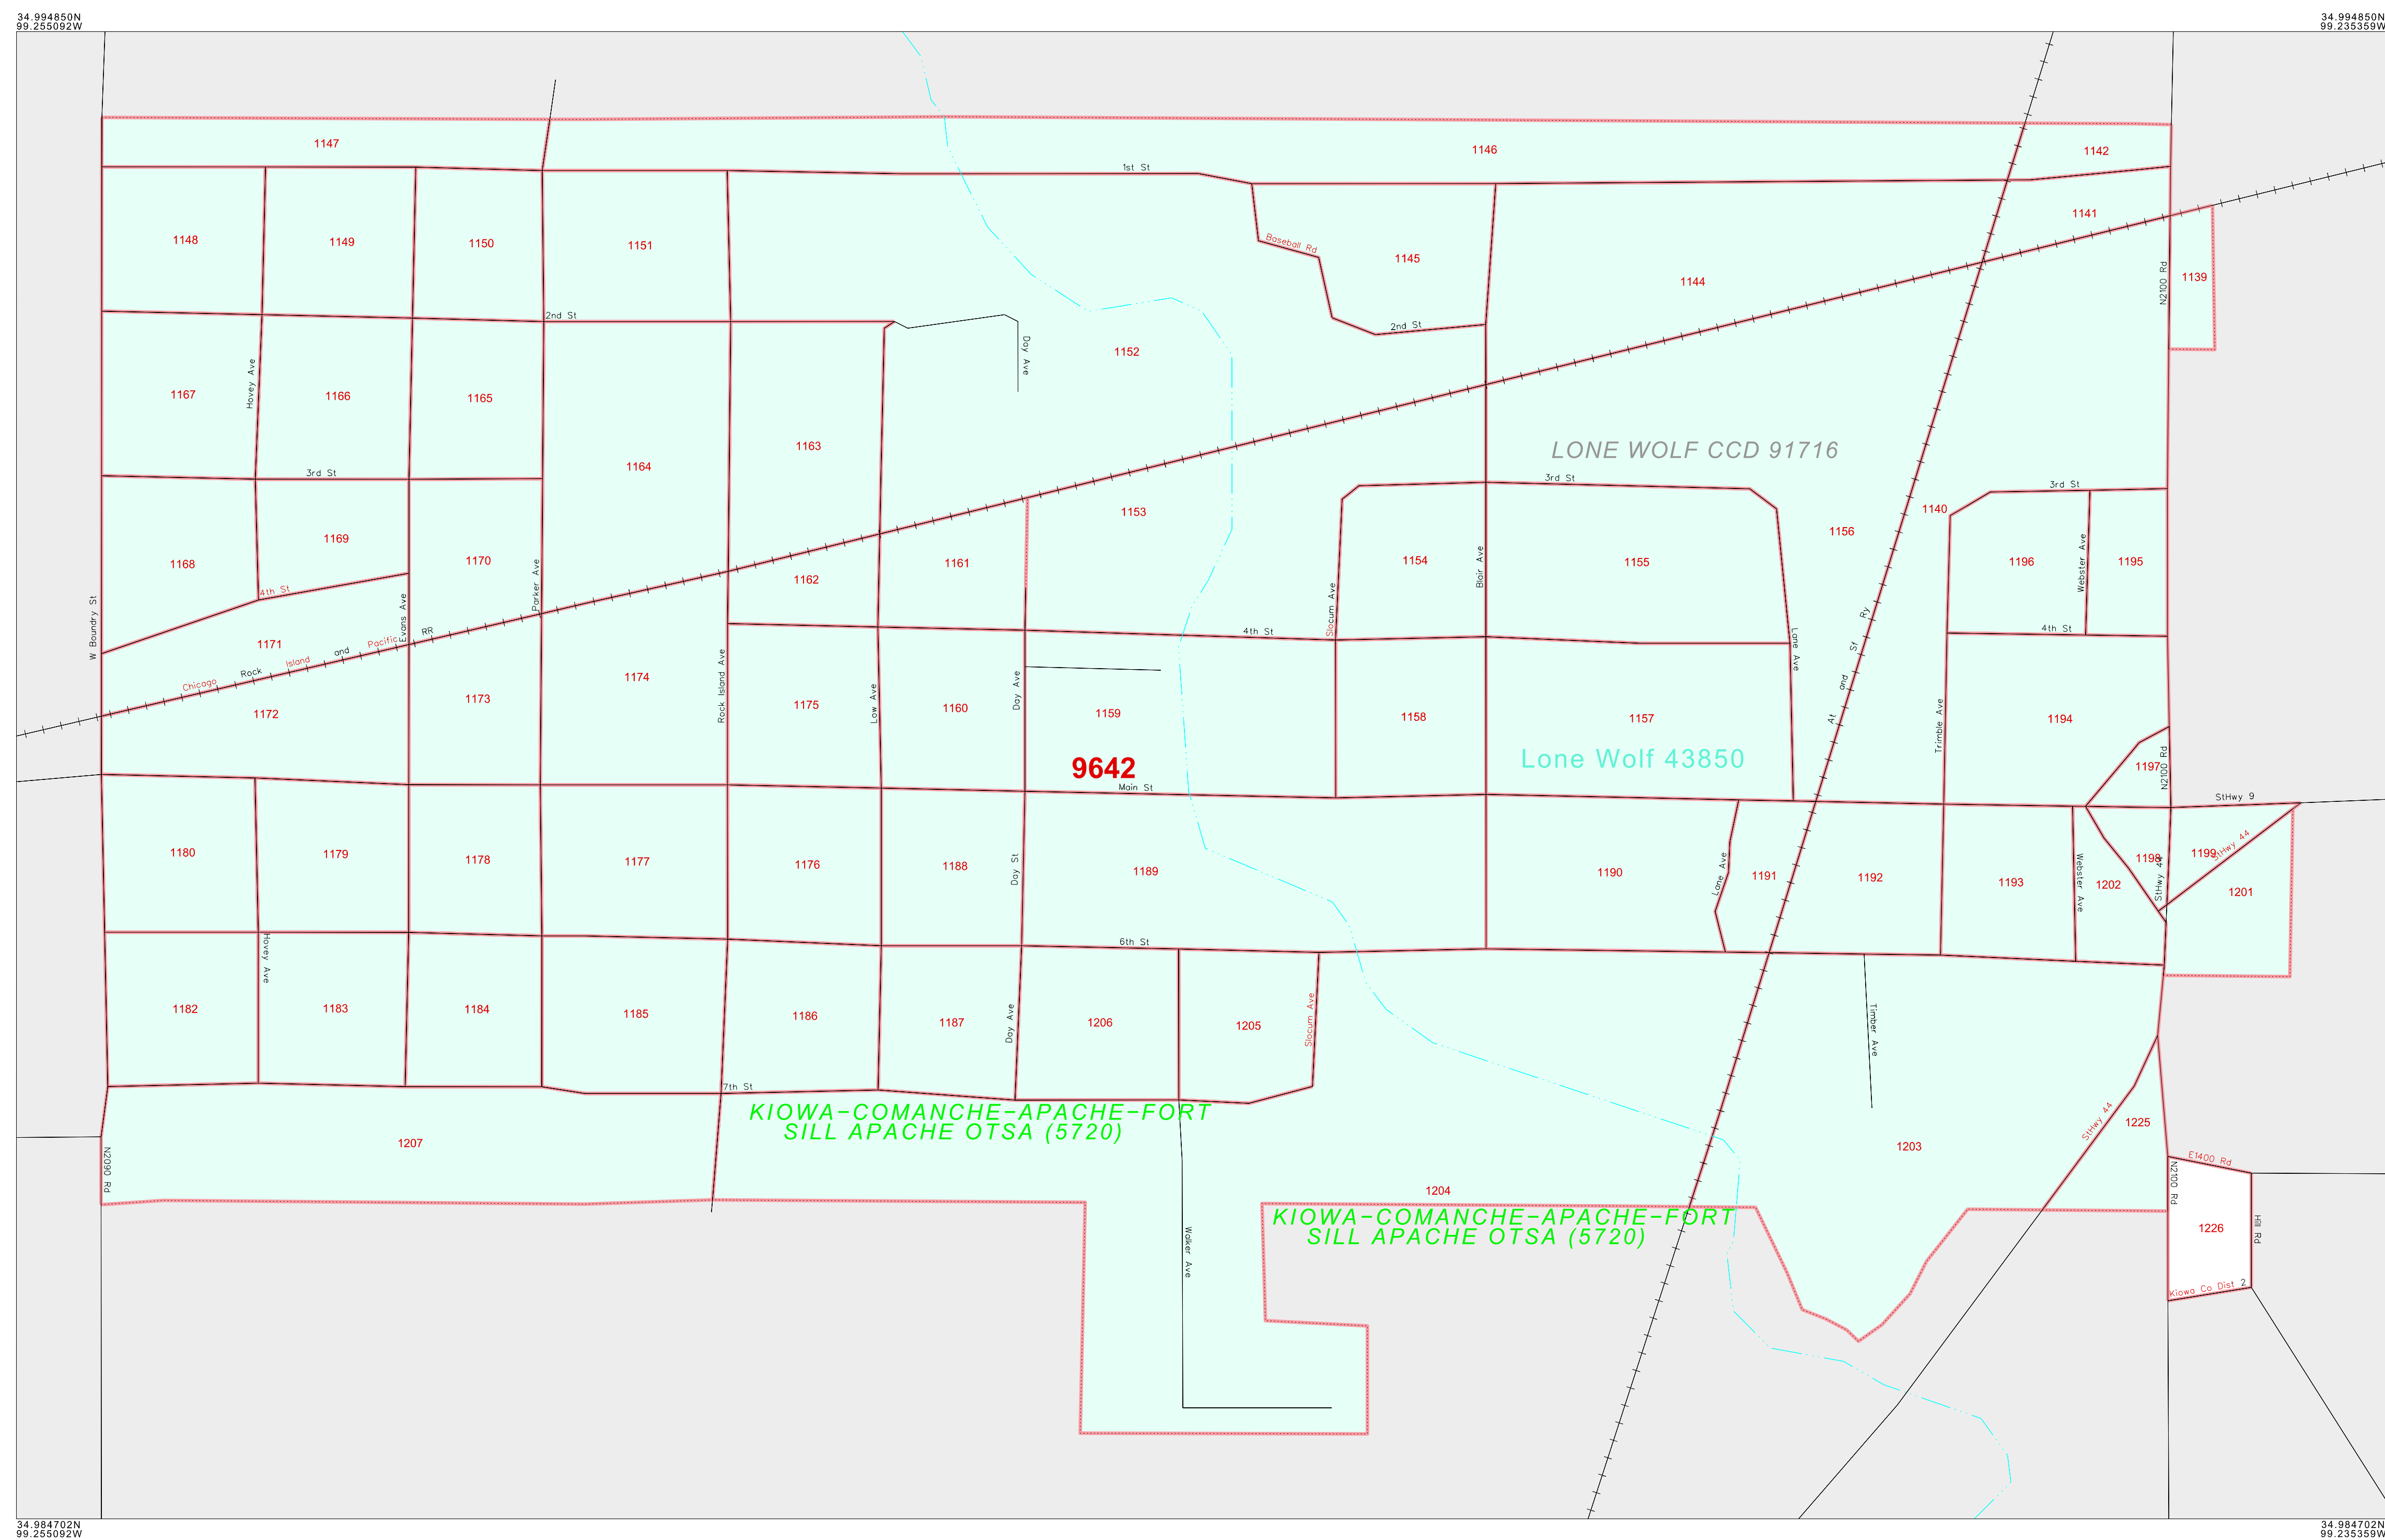 34.994850N
99.255092W
34.994850N
99.235359W
1147
1146
1142
1st St
1148
1149
1150
1151
1141
Baseball Rd
1145
1144
N2100 Rd
1139
2nd St
2nd St
Day Ave
1152
Hovey Ave
1167
1166
1165
1163
1164
LONE WOLF CCD 91716
3rd St
3rd St
3rd St
1153
1140
1156
1168
1169
1170
Parker Ave
1162
1161
Slocum Ave
1154
Blair Ave
1155
1196
Webster Ave
1195
4th St
W Boundry St
Evans Ave
1171
Chicago Rock Island and Pacific RR
4th St
4th St
Lone Ave
At and Sf Ry
1172
1173
1174
Rock Island Ave
1175
Low Ave
1160
Day Ave
1159
1158
1157
Trimble Ave
1194
9642
Lone Wolf 43850
1197
N2100 Rd
Main St
StHwy 9
1180
1179
1178
1177
1176
1188
Day St
1189
1190
Lone Ave
1191
1192
1193
Webster Ave
1202
1198
StHwy 44
1199
StHwy 44
1201
Hovey Ave
6th St
1182
1183
1184
1185
1186
1187
Day Ave
1206
1205
Slocum Ave
Timber Ave
7th St
KIOWA-COMANCHE-APACHE-FORT
SILL APACHE OTSA (5720)
1207
N2090 Rd
1203
StHwy 44
1225
E1400 Rd
N2100 Rd
1204
KIOWA-COMANCHE-APACHE-FORT
SILL APACHE OTSA (5720)
Walker Ave
1226
Hill Rd
Kiowa Co Dist 2
34.984702N
99.255092W
34.984702N
99.235359W